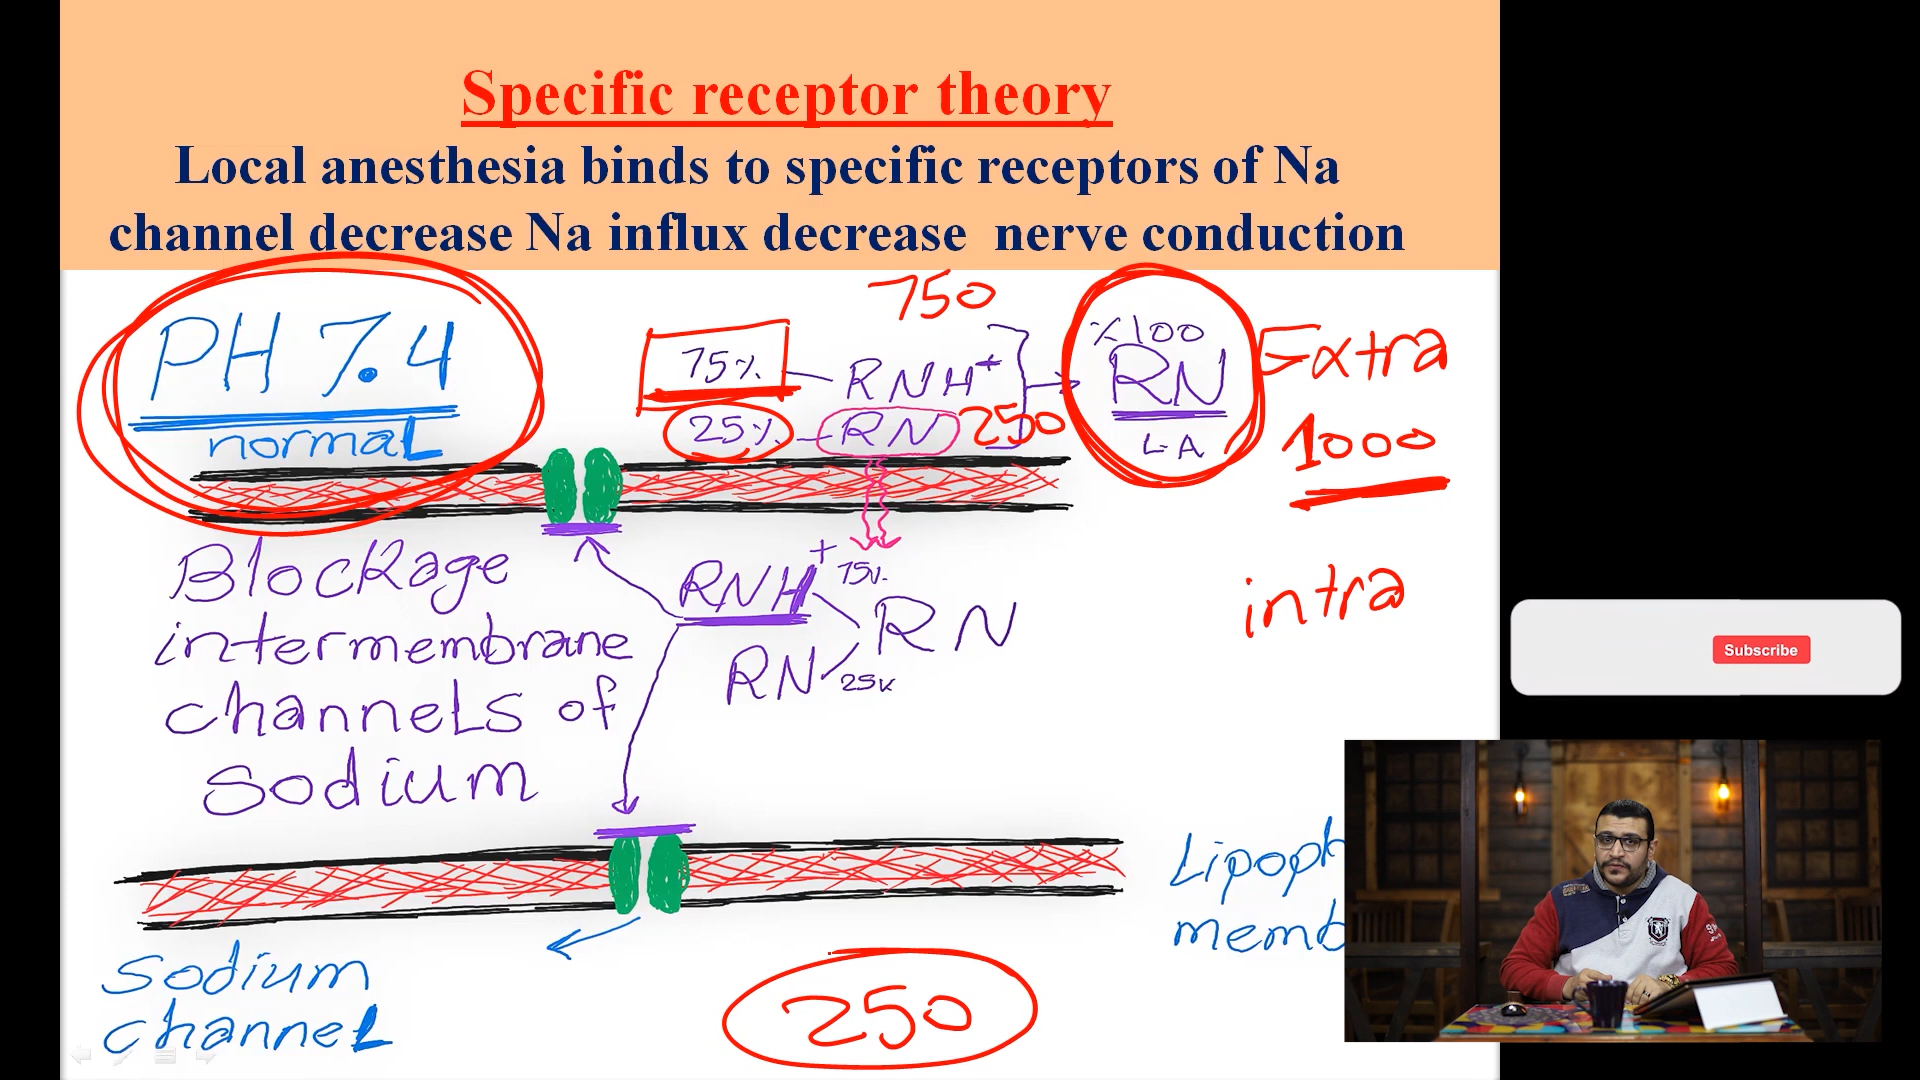 Specific receptor theory
Local anesthesia binds to specific receptors of Na
channel decrease Na influx decrease nerve conduction
PH 7.4
normal
750
75% RNH+
25% RN 250
%100
RN
L-A
Extra
1000
intra
Blockage
intermembrane
channels of
sodium
RNH+ 75%
RN
RN 25%
Sodium
channel
250
Lipoph
memb
Subscribe